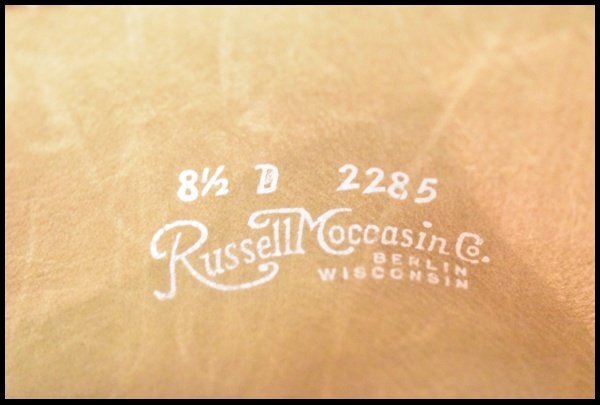 8½ D 2285
Russell Moccasin Co.
BERLIN
WISCONSIN